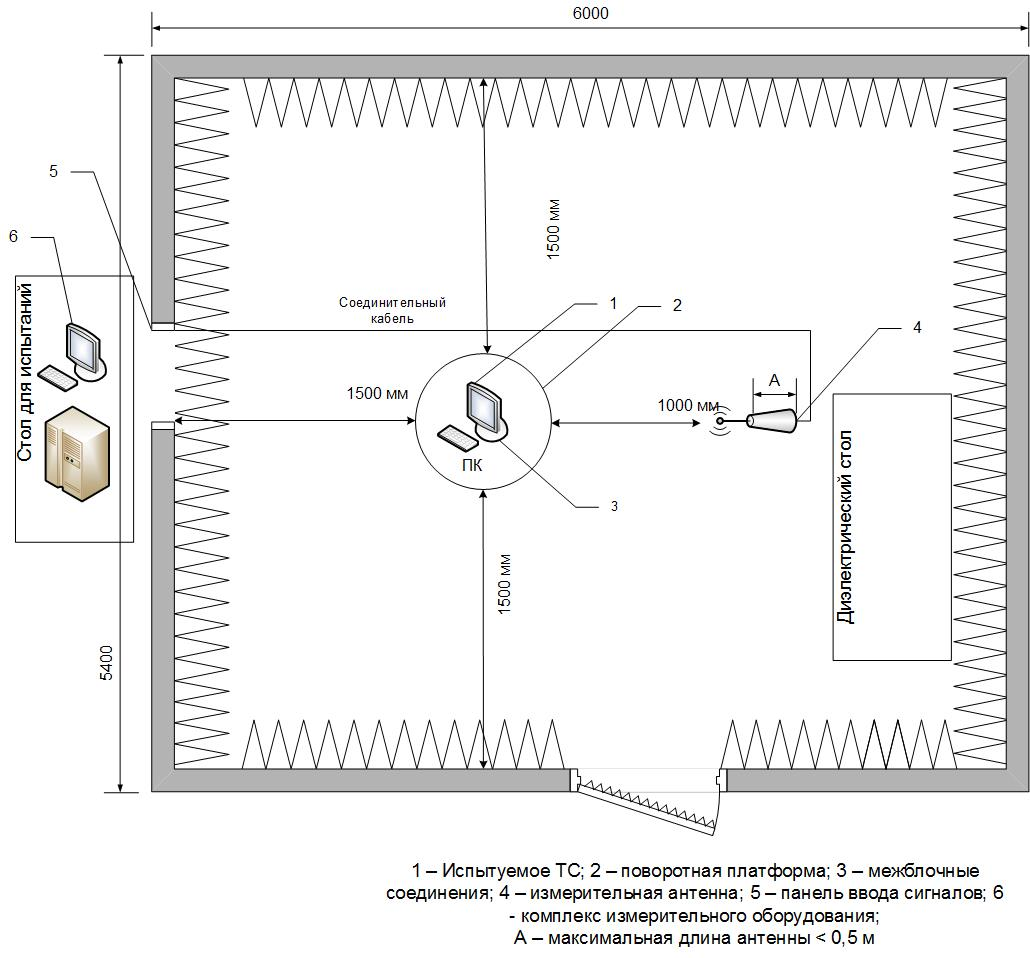 6000
5
6
Стол для испытаний
1500 мм
Соединительный
кабель
1
2
4
А
1500 мм
1000 мм
ПК
3
Диэлектрический стол
1500 мм
5400
1 – Испытуемое ТС; 2 – поворотная платформа; 3 – межблочные
соединения; 4 – измерительная антенна; 5 – панель ввода сигналов; 6
- комплекс измерительного оборудования;
А – максимальная длина антенны < 0,5 м